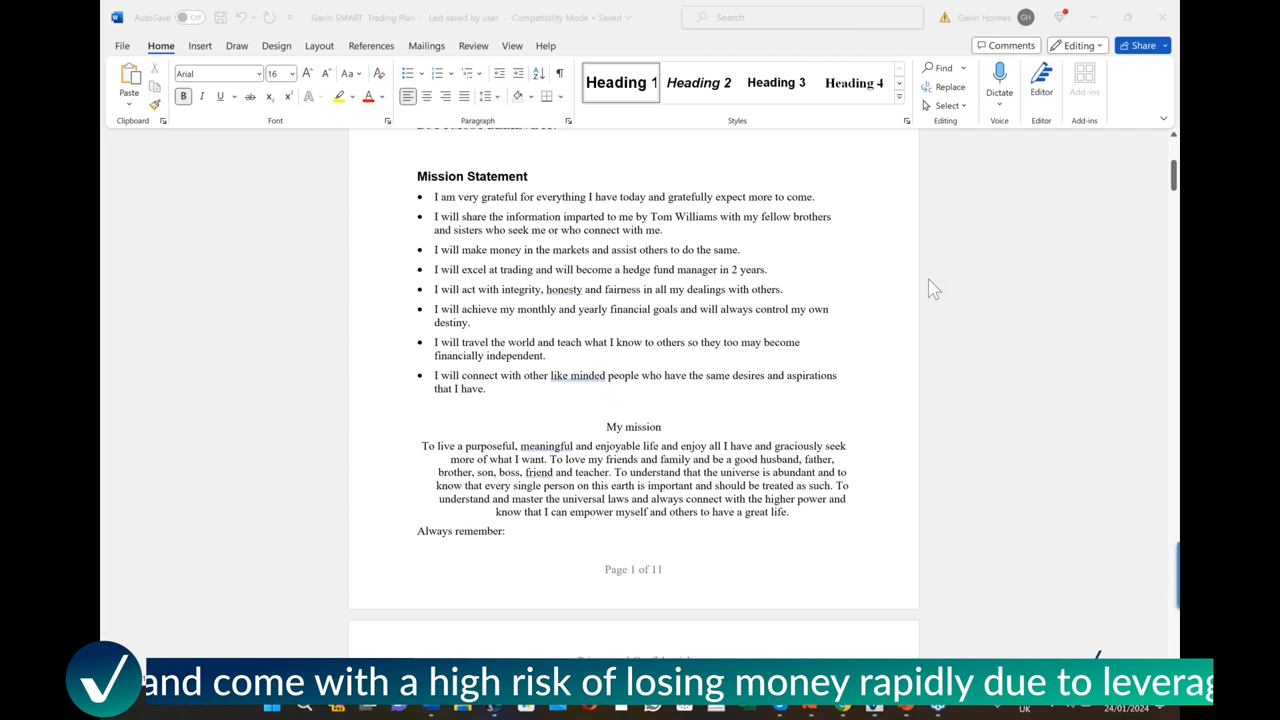 AutoSave Off Gavin SMART Trading Plan - Last saved by user - Compatibility Mode • Saved Search Gavin Holmes GH
File Home Insert Draw Design Layout References Mailings Review View Help Comments Editing Share
Arial 16 Heading 1 Heading 2 Heading 3 Heading 4 Find
Replace
Select
Paste Dictate Editor Add-ins
Clipboard Font Paragraph Styles Editing Voice Editor Add-ins
Mission Statement
• I am very grateful for everything I have today and gratefully expect more to come.
• I will share the information imparted to me by Tom Williams with my fellow brothers
and sisters who seek me or who connect with me.
• I will make money in the markets and assist others to do the same.
• I will excel at trading and will become a hedge fund manager in 2 years.
• I will act with integrity, honesty and fairness in all my dealings with others.
• I will achieve my monthly and yearly financial goals and will always control my own
destiny.
• I will travel the world and teach what I know to others so they too may become
financially independent.
• I will connect with other like minded people who have the same desires and aspirations
that I have.
My mission
To live a purposeful, meaningful and enjoyable life and enjoy all I have and graciously seek
more of what I want. To love my friends and family and be a good husband, father,
brother, son, boss, friend and teacher. To understand that the universe is abundant and to
know that every single person on this earth is important and should be treated as such. To
understand and master the universal laws and always connect with the higher power and
know that I can empower myself and others to have a great life.
Always remember:
Page 1 of 11
and come with a high risk of losing money rapidly due to leverag
UK 24/01/2024